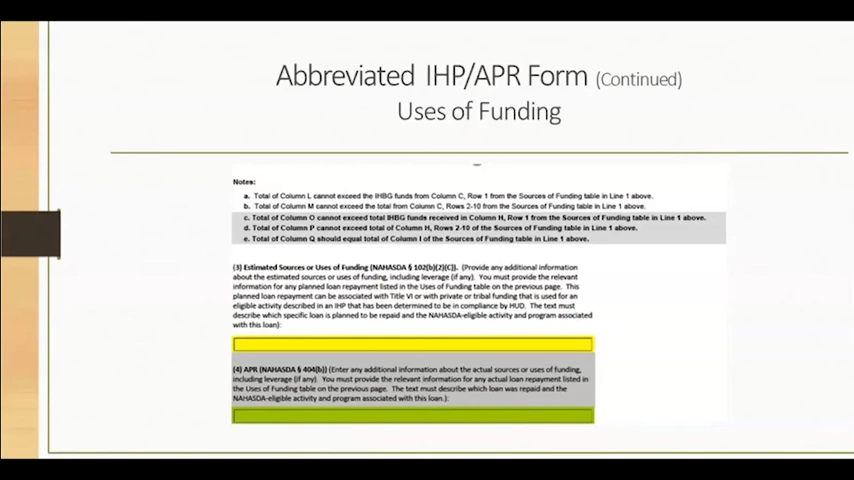 Abbreviated IHP/APR Form (Continued)
Uses of Funding
Notes:
a. Total of Column L cannot exceed the IHBG funds from Column C, Row 1 from the Sources of Funding table in Line 1 above.
b. Total of Column M cannot exceed the total from Column C, Rows 2-10 from the Sources of Funding table in Line 1 above.
c. Total of Column O cannot exceed total IHBG funds received in Column H, Row 1 from the Sources of Funding table in Line 1 above.
d. Total of Column P cannot exceed total of Column H, Rows 2-10 of the Sources of Funding table in Line 1 above.
e. Total of Column Q should equal total of Column I of the Sources of Funding table in Line 1 above.
(3) Estimated Sources or Uses of Funding (NAHASDA § 102(b)(2)(C)). (Provide any additional information
about the estimated sources or uses of funding, including leverage (if any). You must provide the relevant
information for any planned loan repayment listed in the Uses of Funding table on the previous page. This
planned loan repayment can be associated with Title VI or with private or tribal funding that is used for an
eligible activity described in an IHP that has been determined to be in compliance by HUD. The text must
describe which specific loan is planned to be repaid and the NAHASDA-eligible activity and program associated
with this loan):
(4) APR (NAHASDA § 404(b)) (Enter any additional information about the actual sources or uses of funding,
including leverage (if any). You must provide the relevant information for any actual loan repayment listed in
the Uses of Funding table on the previous page. The text must describe which loan was repaid and the
NAHASDA-eligible activity and program associated with this loan.):